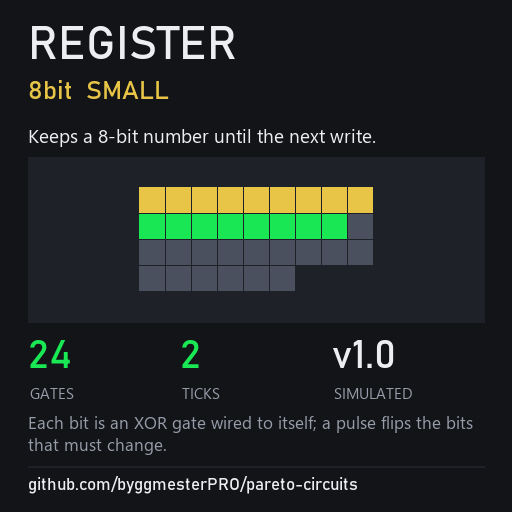 REGISTER
8bit SMALL
Keeps a 8-bit number until the next write.
24 2 v1.0
GATES TICKS SIMULATED
Each bit is an XOR gate wired to itself; a pulse flips the bits
that must change.
github.com/byggmesterPRO/pareto-circuits